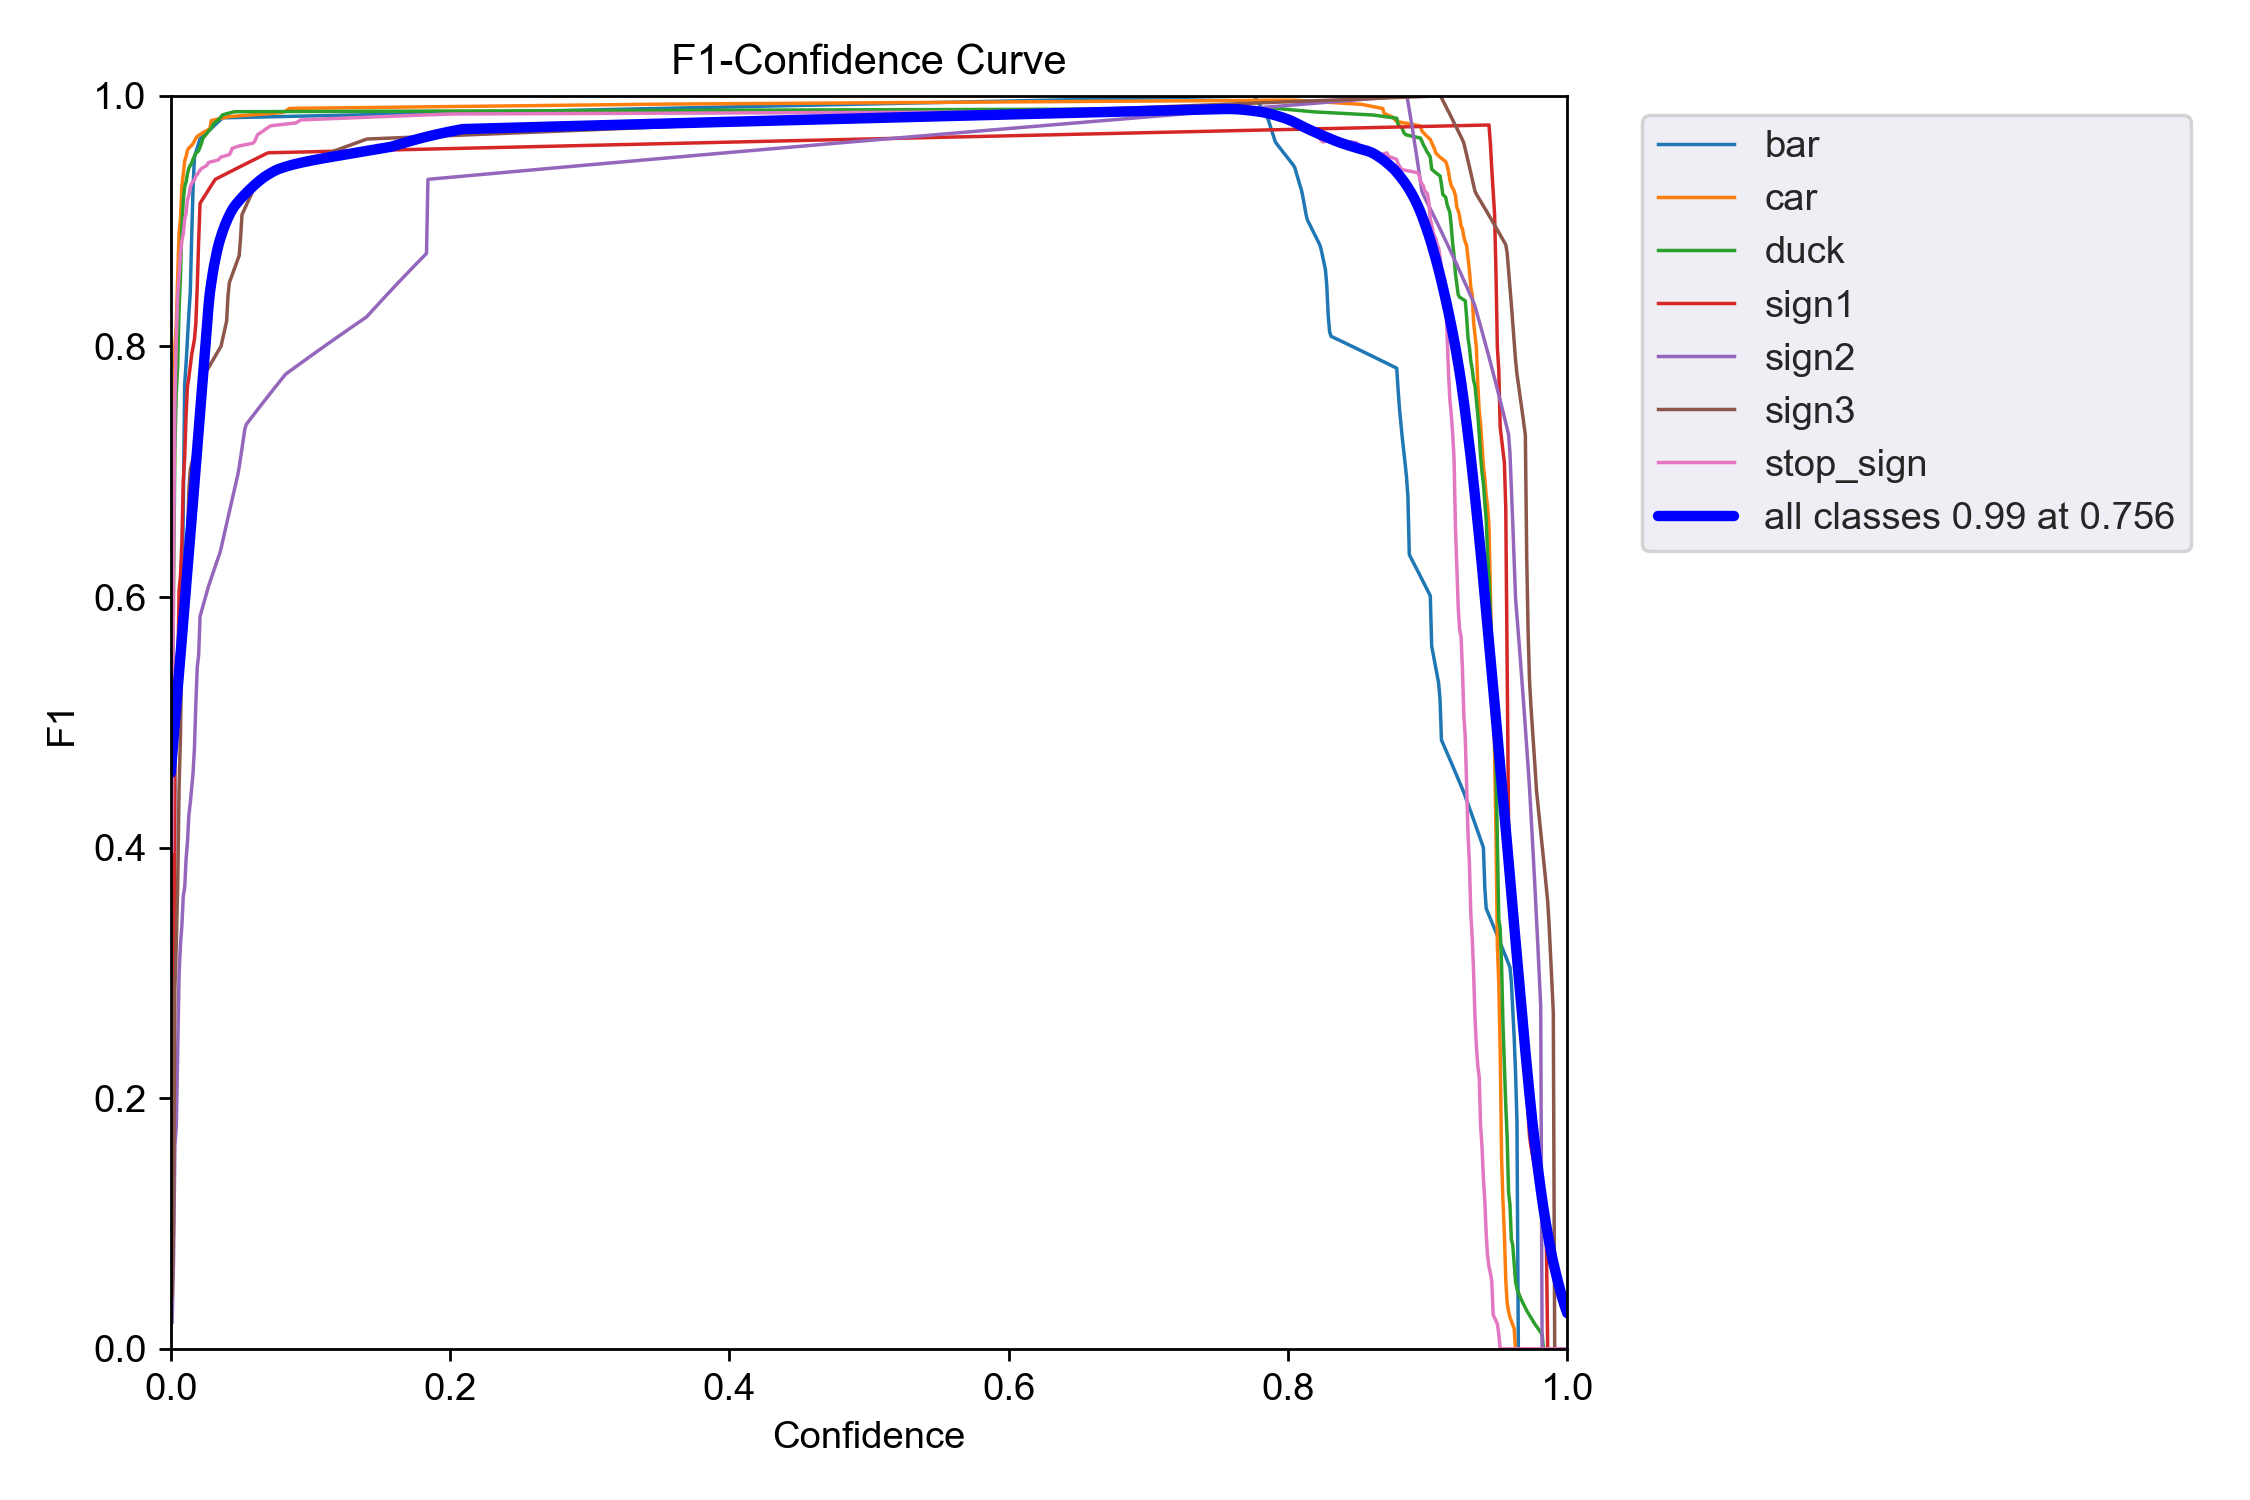 F1-Confidence Curve
1.0
0.8
0.6
0.4
0.2
0.0
F1
0.0 0.2 0.4 0.6 0.8 1.0
Confidence
bar
car
duck
sign1
sign2
sign3
stop_sign
all classes 0.99 at 0.756